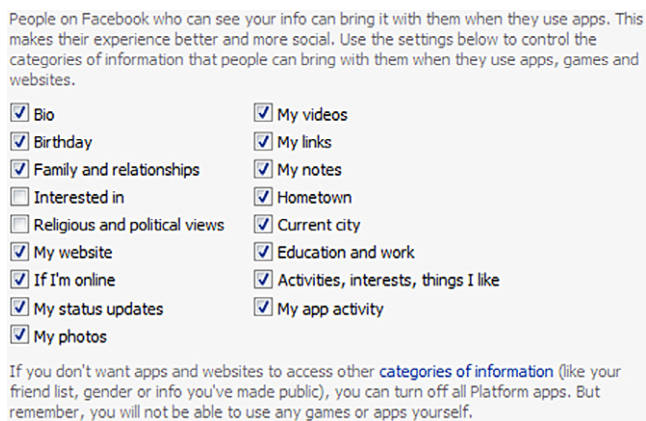 People on Facebook who can see your info can bring it with them when they use apps. This
makes their experience better and more social. Use the settings below to control the
categories of information that people can bring with them when they use apps, games and
websites.
Bio
Birthday
Family and relationships
Interested in
Religious and political views
My website
If I'm online
My status updates
My photos
My videos
My links
My notes
Hometown
Current city
Education and work
Activities, interests, things I like
My app activity
If you don't want apps and websites to access other categories of information (like your
friend list, gender or info you've made public), you can turn off all Platform apps. But
remember, you will not be able to use any games or apps yourself.